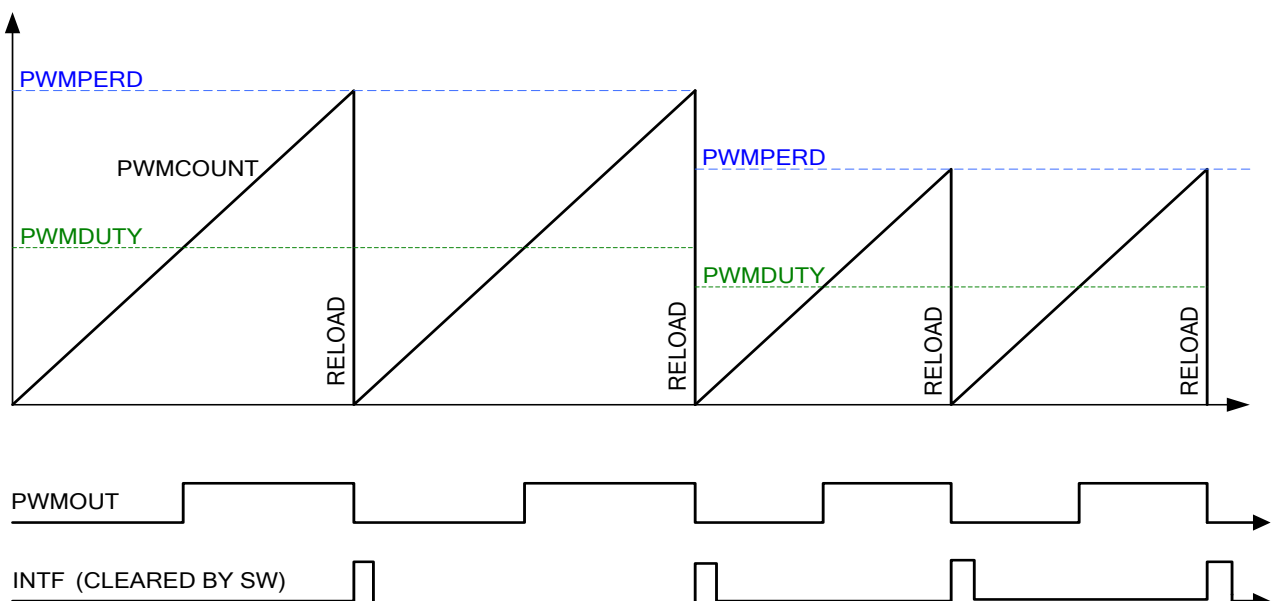 PWMPERD
PWMCOUNT
PWMPERD
PWMDUTY
PWMDUTY
RELOAD
RELOAD
RELOAD
RELOAD
PWMOUT
INTF (CLEARED BY SW)